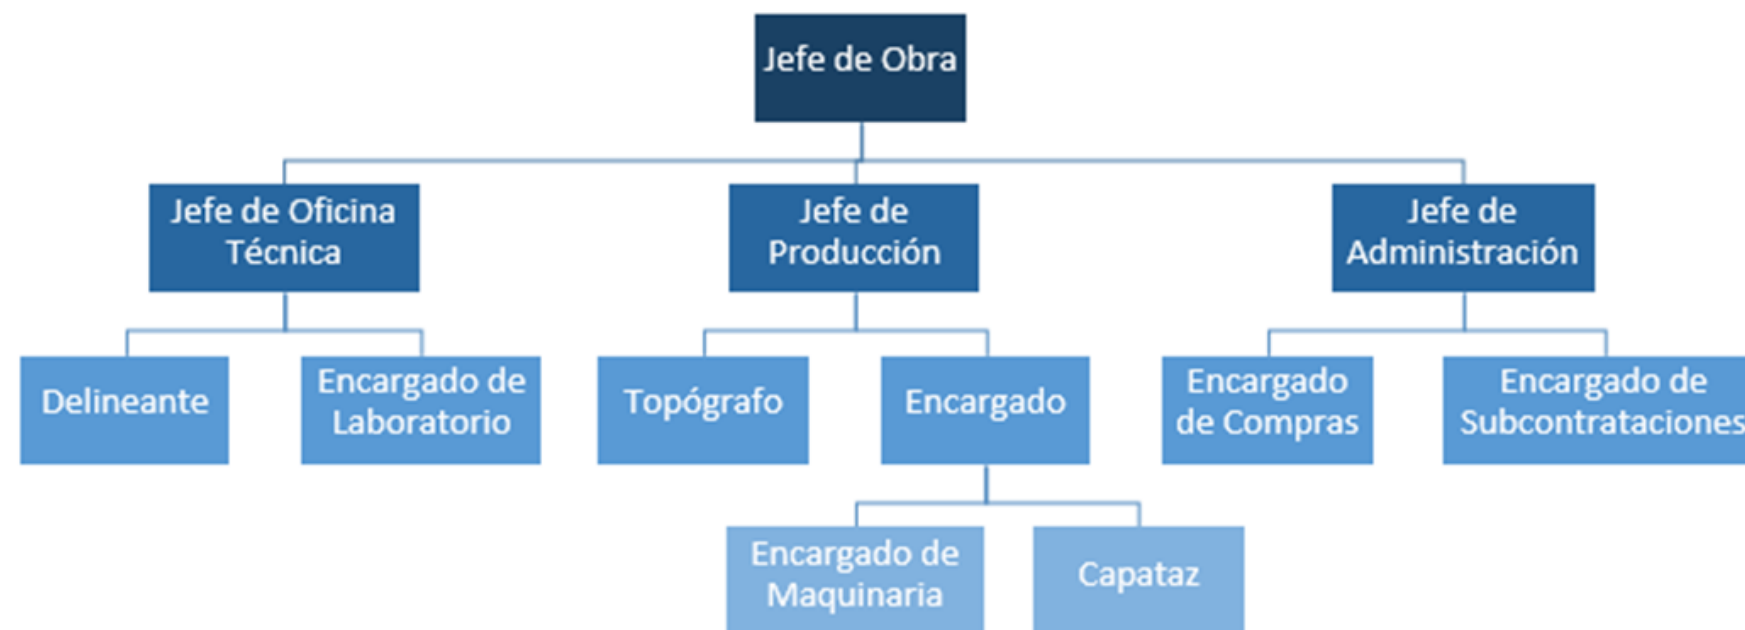 Jefe de Obra
Jefe de Oficina
Técnica
Jefe de
Producción
Jefe de
Administración
Delineante
Encargado de
Laboratorio
Topógrafo
Encargado
Encargado
de Compras
Encargado de
Subcontrataciones
Encargado de
Maquinaria
Capataz